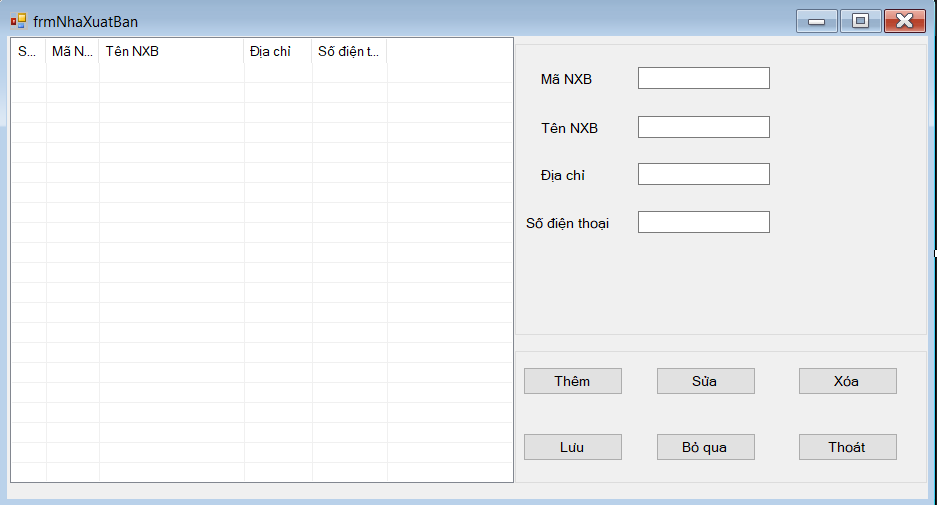 frmNhaXuatBan
S... Mã N... Tên NXB Địa chỉ Số điện t...
Mã NXB
Tên NXB
Địa chỉ
Số điện thoại
Thêm Sửa Xóa
Lưu Bỏ qua Thoát